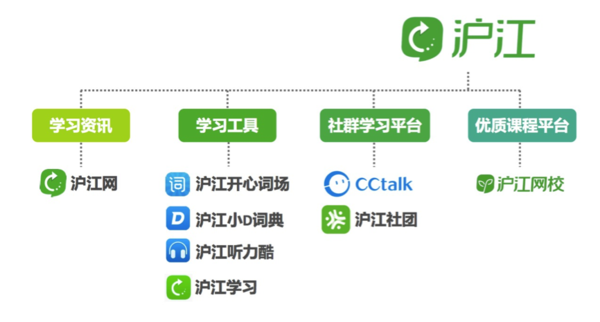 沪江
学习资讯
学习工具
社群学习平台
优质课程平台
沪江网
词
沪江开心词场
CCtalk
沪江网校
D
沪江小D词典
沪江社团
沪江听力酷
沪江学习